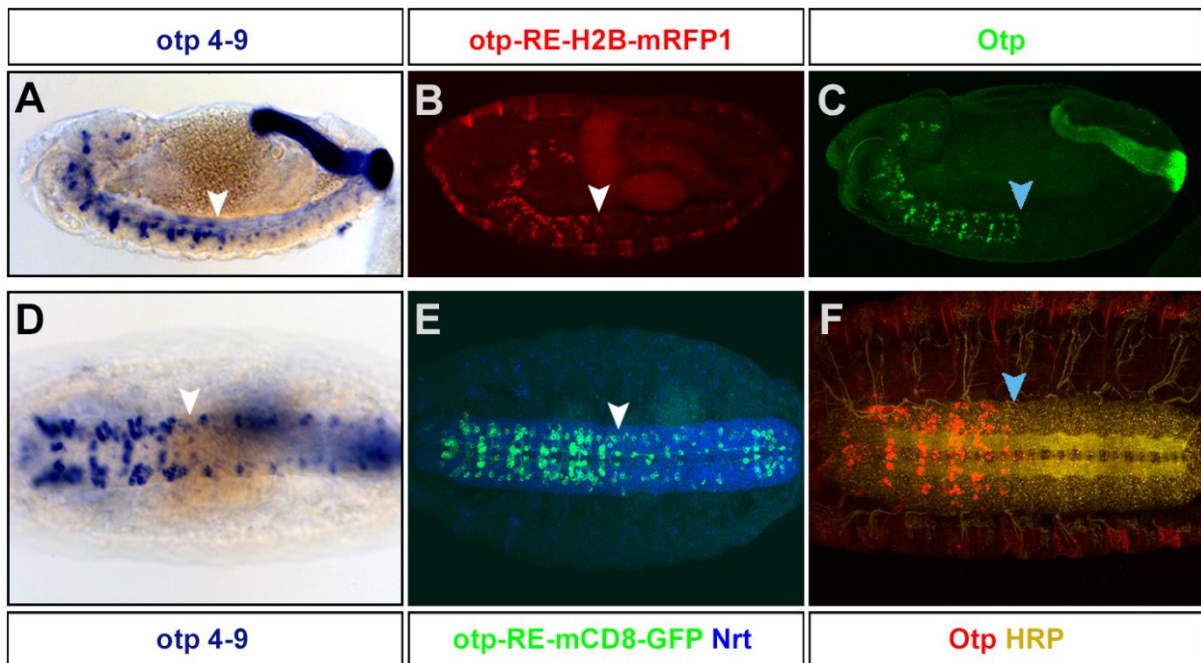 otp 4-9
otp-RE-H2B-mRFP1
Otp
A
B
C
D
E
F
otp 4-9
otp-RE-mCD8-GFP Nrt
Otp HRP